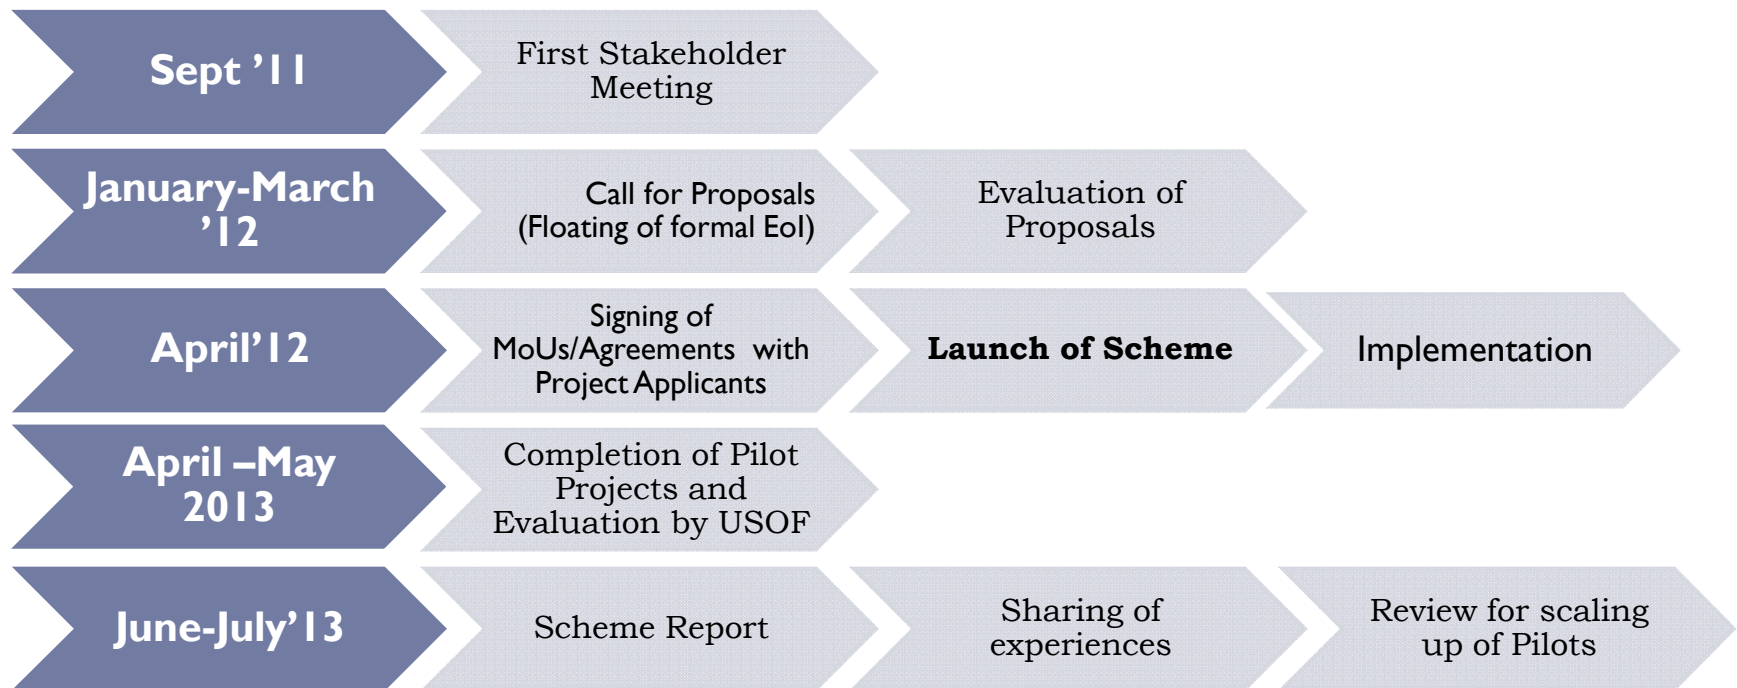 Sept ’11
First Stakeholder
Meeting
January-March
’12
Call for Proposals
(Floating of formal EoI)
Evaluation of
Proposals
April’12
Signing of
MoUs/Agreements with
Project Applicants
Launch of Scheme
Implementation
April –May
2013
Completion of Pilot
Projects and
Evaluation by USOF
June-July’13
Scheme Report
Sharing of
experiences
Review for scaling
up of Pilots